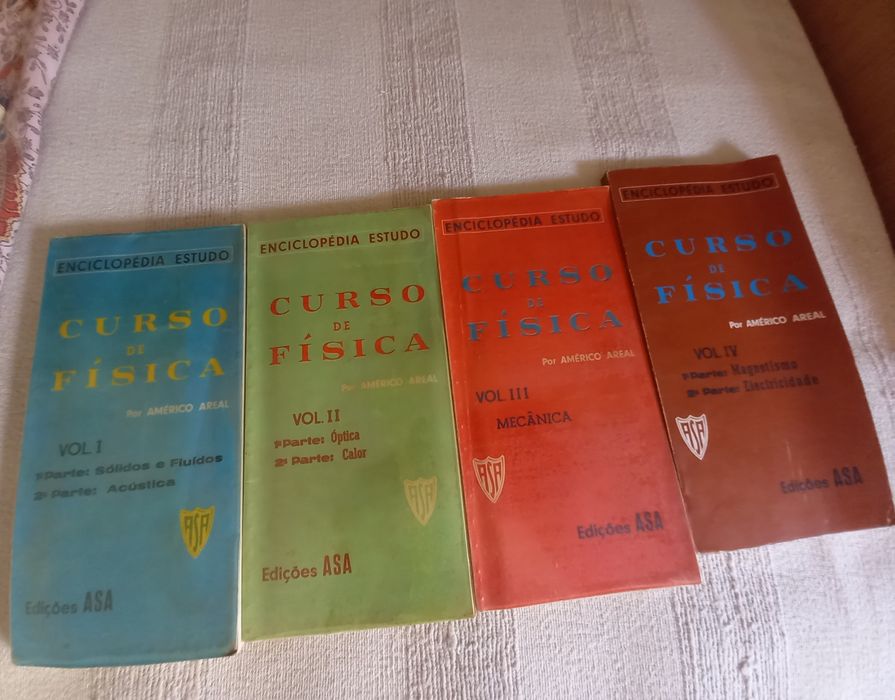 ENCICLOPÉDIA ESTUDO
CURSO
DE
FÍSICA
Por AMÉRICO AREAL
VOL. I
1ª Parte: Sólidos e Fluídos
2ª Parte: Acústica
ASA
Edições ASA
ENCICLOPÉDIA ESTUDO
CURSO
DE
FÍSICA
Por AMÉRICO AREAL
VOL. II
1ª Parte: Óptica
2ª Parte: Calor
ASA
Edições ASA
ENCICLOPÉDIA ESTUDO
CURSO
DE
FÍSICA
Por AMÉRICO AREAL
VOL. III
MECÂNICA
ASA
Edições ASA
ENCICLOPÉDIA ESTUDO
CURSO
DE
FÍSICA
Por AMÉRICO AREAL
VOL. IV
1ª Parte: Magnetismo
2ª Parte: Electricidade
ASA
Edições ASA